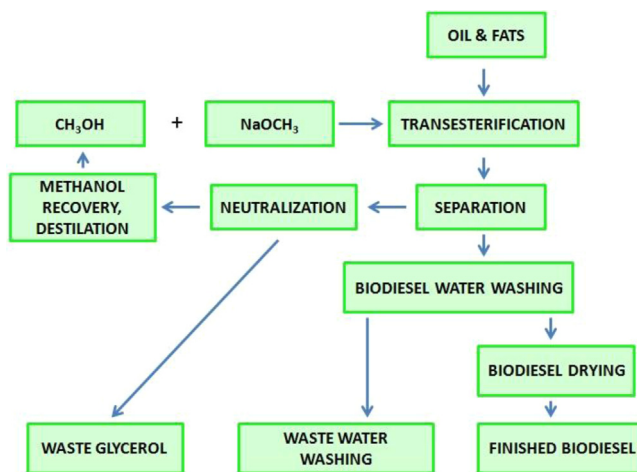 OIL & FATS
CH₃OH + NaOCH₃ TRANSESTERIFICATION
METHANOL
RECOVERY,
DESTILATION
NEUTRALIZATION
SEPARATION
BIODIESEL WATER WASHING
BIODIESEL DRYING
WASTE GLYCEROL
WASTE WATER
WASHING
FINISHED BIODIESEL